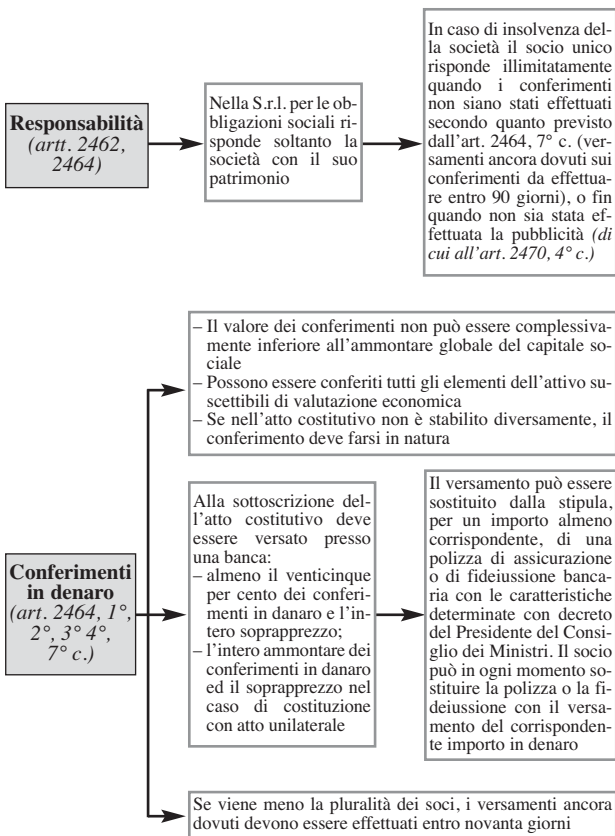 Responsabilità
(artt. 2462,
2464)
Nella S.r.l. per le ob-
bligazioni sociali ri-
sponde soltanto la
società con il suo
patrimonio
In caso di insolvenza del-
la società il socio unico
risponde illimitatamente
quando i conferimenti
non siano stati effettuati
secondo quanto previsto
dall'art. 2464, 7° c. (ver-
samenti ancora dovuti sui
conferimenti da effettua-
re entro 90 giorni), o fin
quando non sia stata ef-
fettuata la pubblicità (di
cui all'art. 2470, 4° c.)
Conferimenti
in denaro
(art. 2464, 1°,
2°, 3° 4°,
7° c.)
– Il valore dei conferimenti non può essere complessiva-
mente inferiore all'ammontare globale del capitale so-
ciale
– Possono essere conferiti tutti gli elementi dell'attivo su-
scettibili di valutazione economica
– Se nell'atto costitutivo non è stabilito diversamente, il
conferimento deve farsi in natura
Alla sottoscrizione del-
l'atto costitutivo deve
essere versato presso
una banca:
– almeno il venticinque
per cento dei conferi-
menti in danaro e l'in-
tero soprapprezzo;
– l'intero ammontare dei
conferimenti in danaro
ed il soprapprezzo nel
caso di costituzione
con atto unilaterale
Il versamento può essere
sostituito dalla stipula,
per un importo almeno
corrispondente, di una
polizza di assicurazione
o di fideiussione banca-
ria con le caratteristiche
determinate con decreto
del Presidente del Consi-
glio dei Ministri. Il socio
può in ogni momento so-
stituire la polizza o la fi-
deiussione con il versa-
mento del corrisponden-
te importo in denaro
Se viene meno la pluralità dei soci, i versamenti ancora
dovuti devono essere effettuati entro novanta giorni